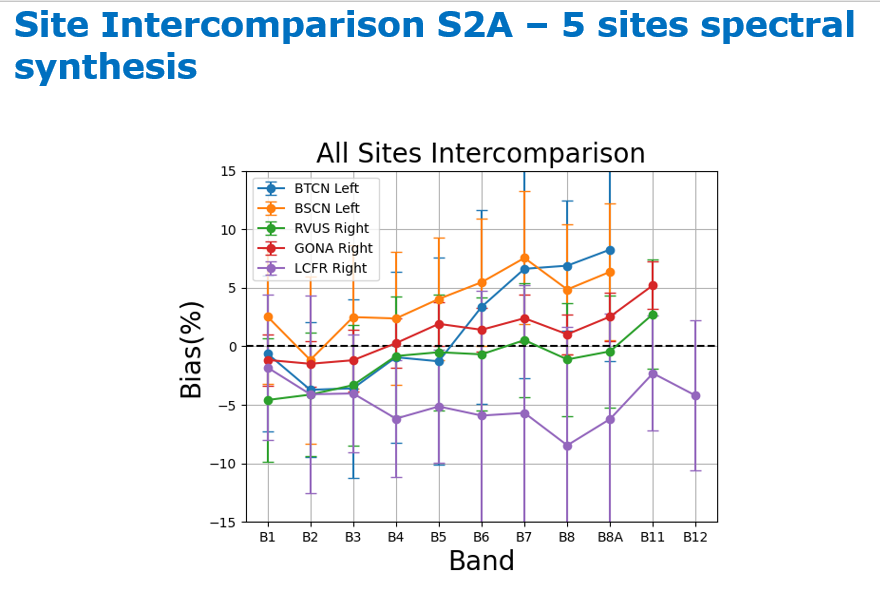 Site Intercomparison S2A – 5 sites spectral
synthesis
All Sites Intercomparison
15
10
5
0
−5
−10
−15
Bias(%)
BTCN Left
BSCN Left
RVUS Right
GONA Right
LCFR Right
B1 B2 B3 B4 B5 B6 B7 B8 B8A B11 B12
Band